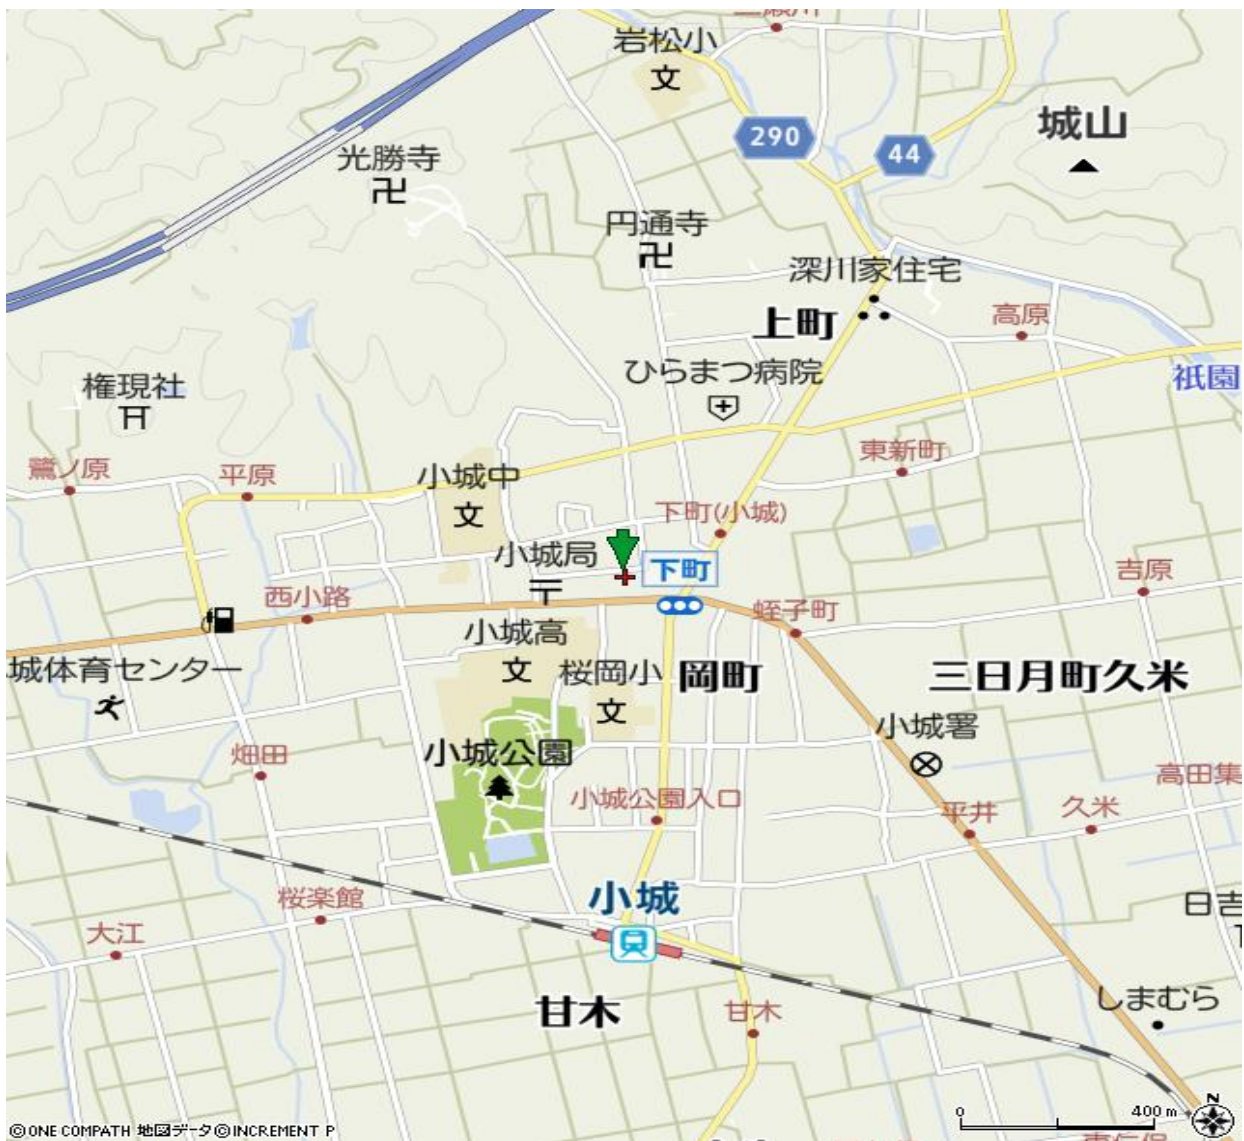 岩松小
文
290
44
城山
光勝寺
円通寺
深川家住宅
上町
高原
ひらまつ病院
祇園
権現社
鷺ノ原
平原
小城中
文
東新町
下町(小城)
小城局
下町
吉原
西小路
蛭子町
小城高
文
桜岡小
文
岡町
三日月町久米
城体育センター
小城署
小城公園
畑田
高田集
小城公園入口
平井
久米
小城
桜楽館
日吉
大江
甘木
甘木
しまむら
N
0
400m
©ONE COMPATH 地図データ©INCREMENT P